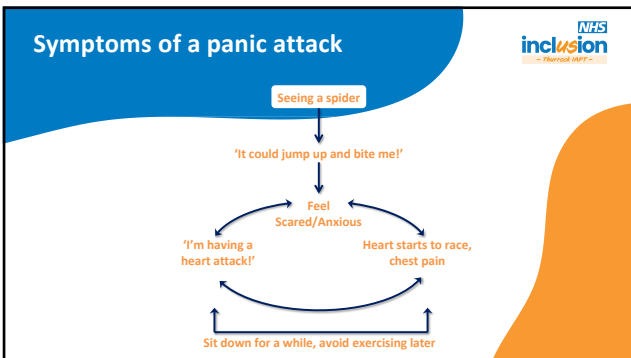 Symptoms of a panic attack
NHS
inclusion
~ Thurrock IAPT ~
Seeing a spider
‘It could jump up and bite me!’
Feel
Scared/Anxious
‘I’m having a
heart attack!’
Heart starts to race,
chest pain
Sit down for a while, avoid exercising later